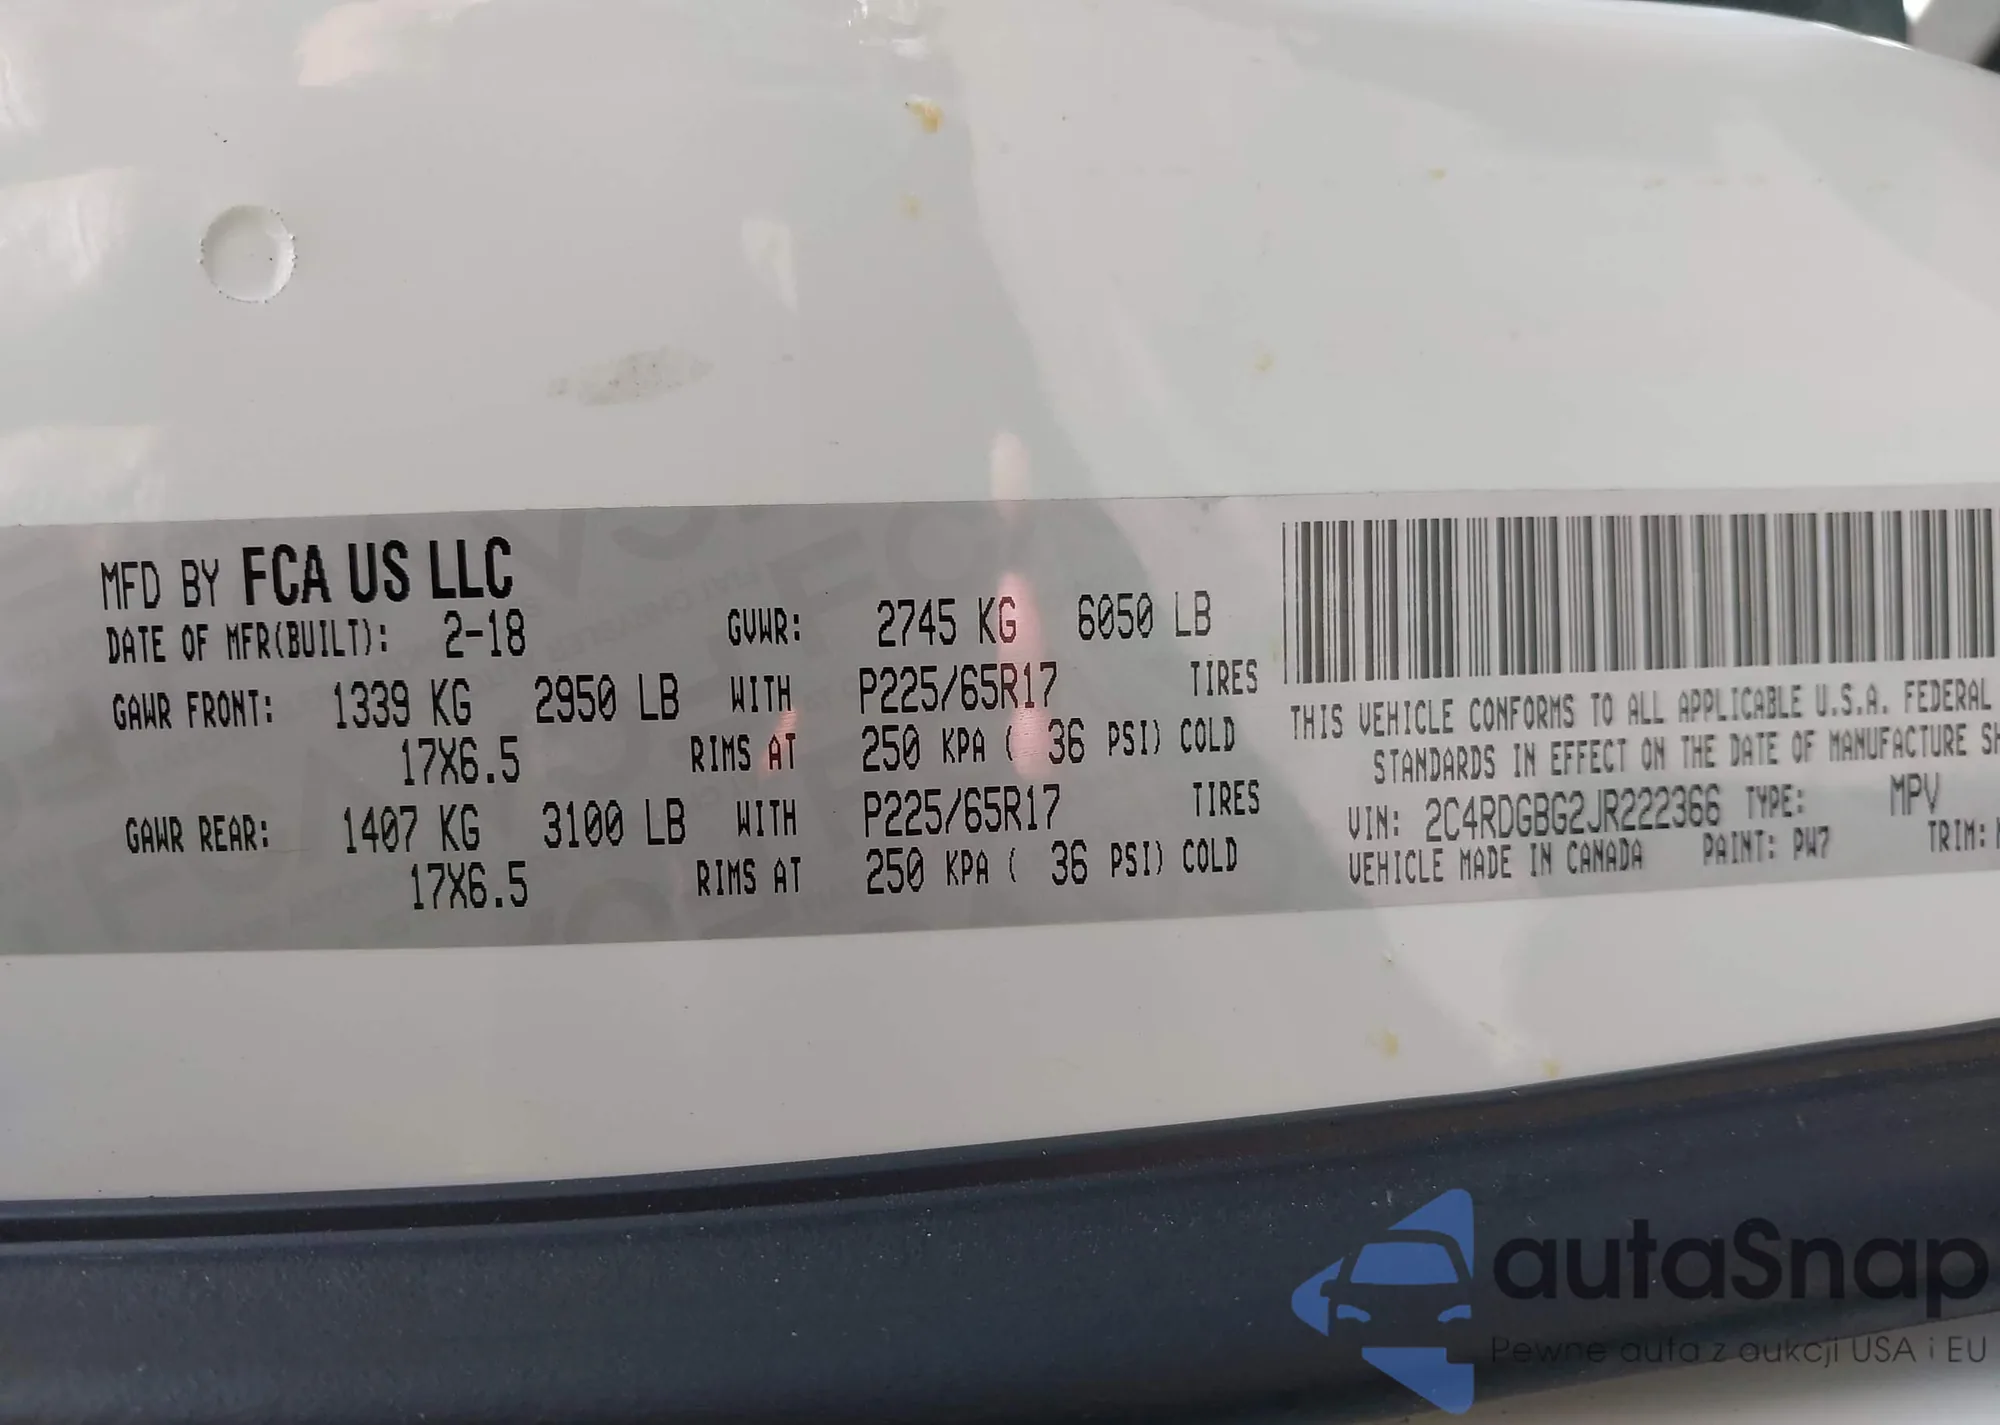 MFD BY FCA US LLC
DATE OF MFR(BUILT): 2-18 GVWR: 2745 KG 6050 LB
GAWR FRONT: 1339 KG 2950 LB WITH P225/65R17 TIRES
17X6.5 RIMS AT 250 KPA ( 36 PSI) COLD
GAWR REAR: 1407 KG 3100 LB WITH P225/65R17 TIRES
17X6.5 RIMS AT 250 KPA ( 36 PSI) COLD
THIS VEHICLE CONFORMS TO ALL APPLICABLE U.S.A. FEDERAL
STANDARDS IN EFFECT ON THE DATE OF MANUFACTURE
VIN: 2C4RDGBG2JR222366 TYPE: MPV
VEHICLE MADE IN CANADA PAINT: PW7 TRIM:
autaSnap
Pewne auta z aukcji USA i EU